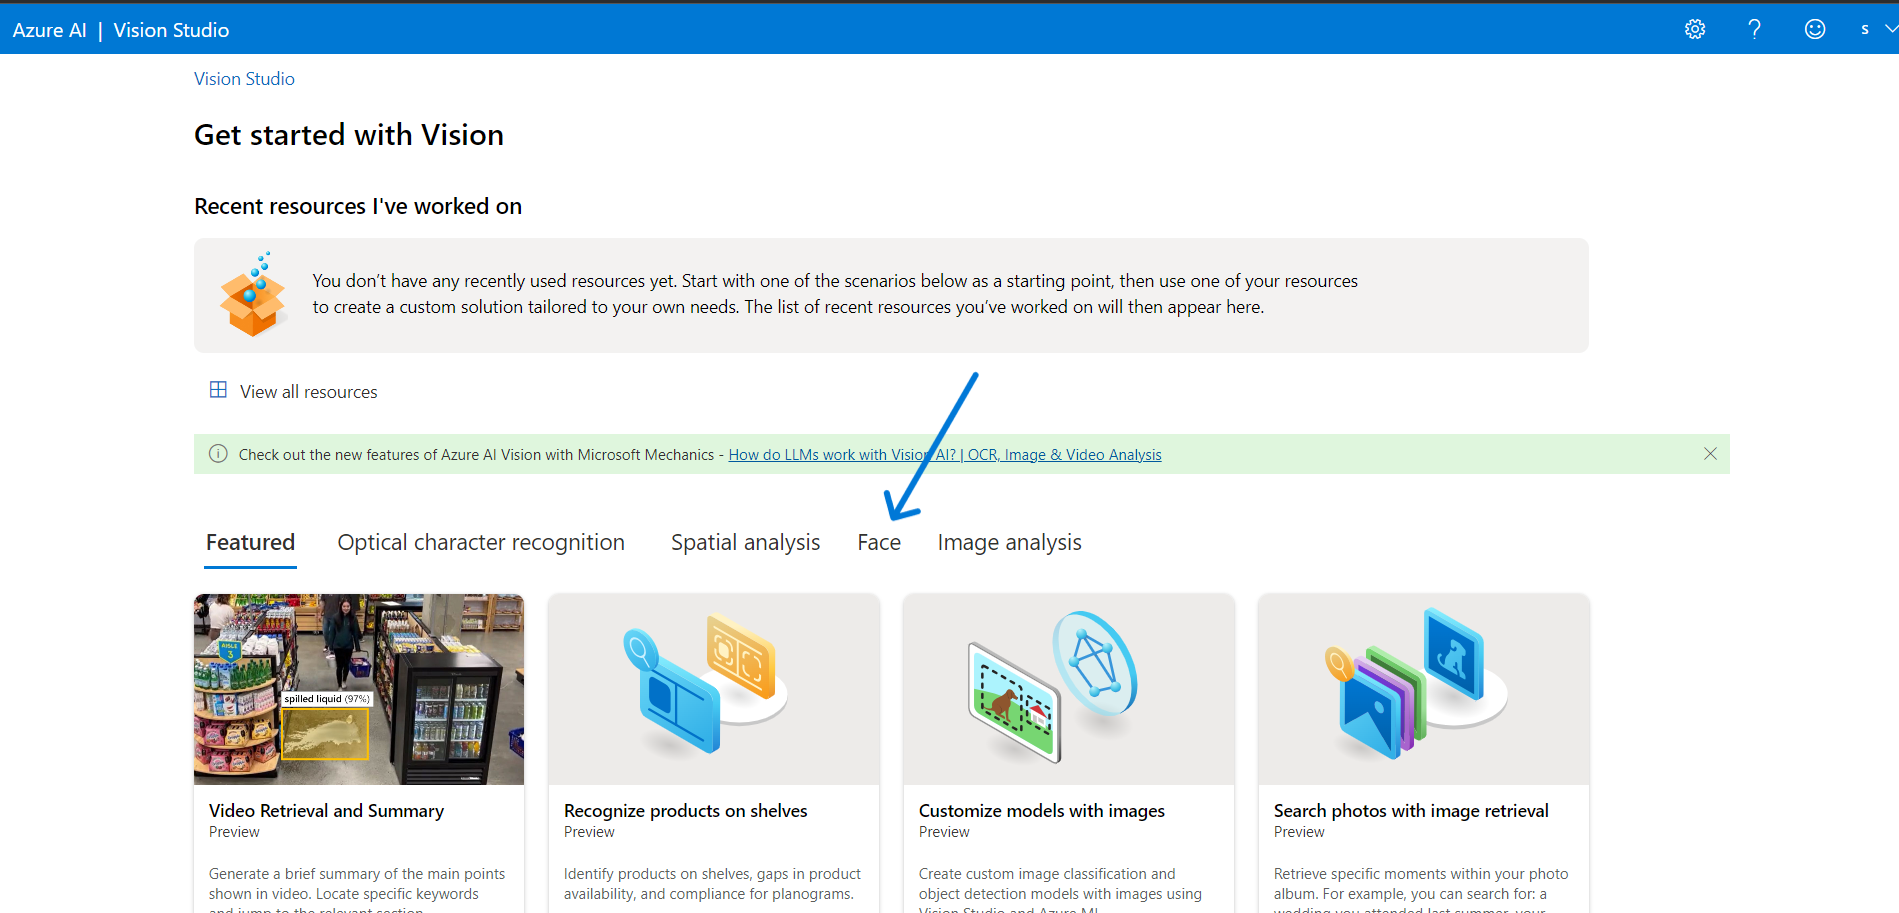 Azure AI | Vision Studio
s
Vision Studio
Get started with Vision
Recent resources I've worked on
You don’t have any recently used resources yet. Start with one of the scenarios below as a starting point, then use one of your resources
to create a custom solution tailored to your own needs. The list of recent resources you’ve worked on will then appear here.
View all resources
Check out the new features of Azure AI Vision with Microsoft Mechanics - How do LLMs work with Vision AI? | OCR, Image & Video Analysis
Featured Optical character recognition Spatial analysis Face Image analysis
AISLE
3
spilled liquid (97%)
Video Retrieval and Summary
Preview
Generate a brief summary of the main points
shown in video. Locate specific keywords
and jump to the relevant section.
Recognize products on shelves
Preview
Identify products on shelves, gaps in product
availability, and compliance for planograms.
Customize models with images
Preview
Create custom image classification and
object detection models with images using
Vision Studio and Azure ML.
Search photos with image retrieval
Preview
Retrieve specific moments within your photo
album. For example, you can search for: a
wedding you attended last summer, your